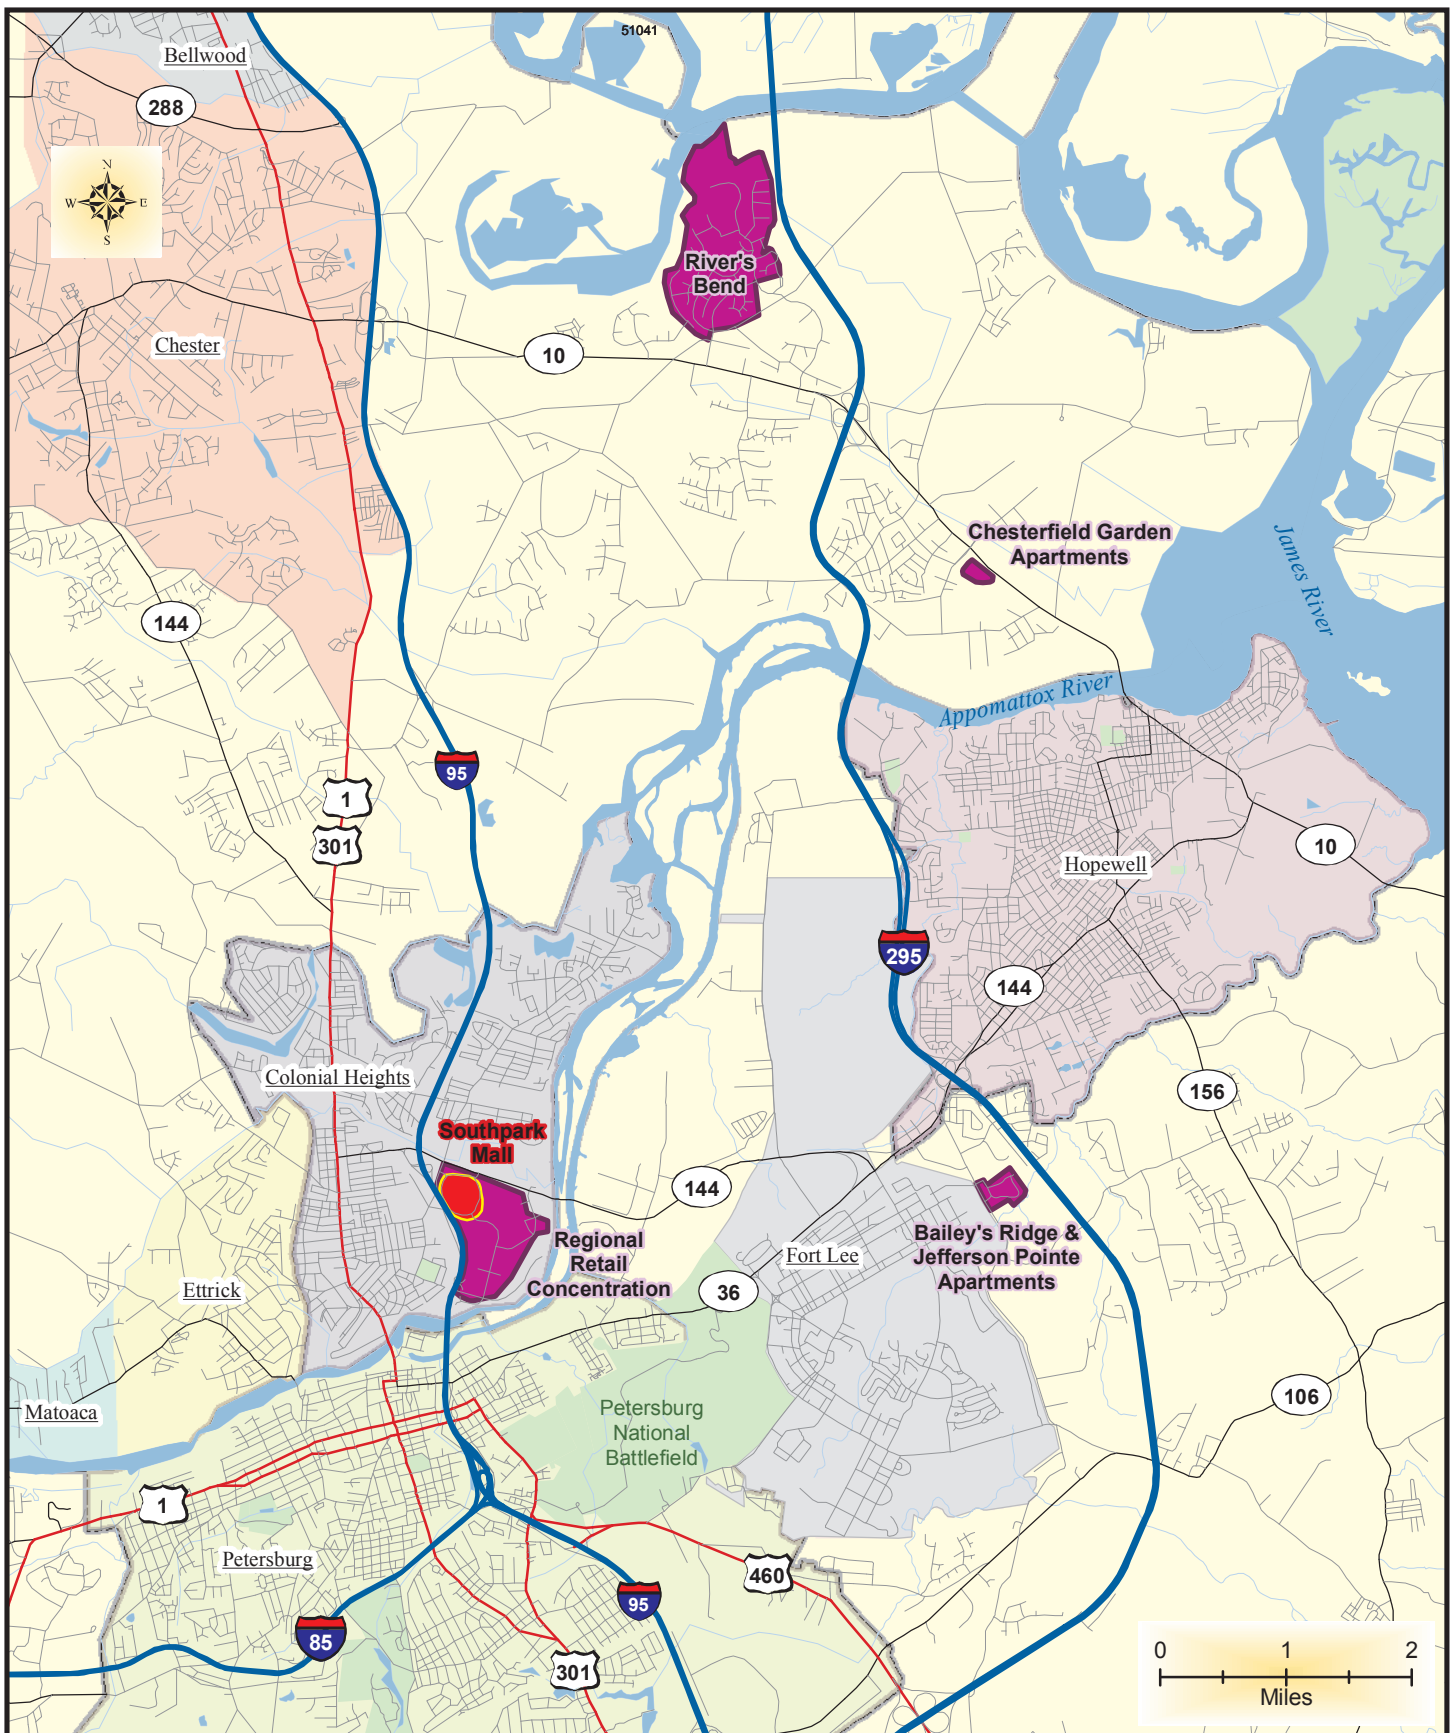 51041
Bellwood
288
N
W E
S
River's
Bend
Chester
10
Chesterfield Garden
Apartments
James River
144
Appomattox River
95
1
301
10
Hopewell
295
144
Colonial Heights
156
Southpark
Mall
144
Regional
Retail
Concentration
Bailey's Ridge &
Jefferson Pointe
Apartments
Fort Lee
Ettrick
36
106
Matoaca
Petersburg
National
Battlefield
1
Petersburg
460
95
85
301
0 1 2
Miles